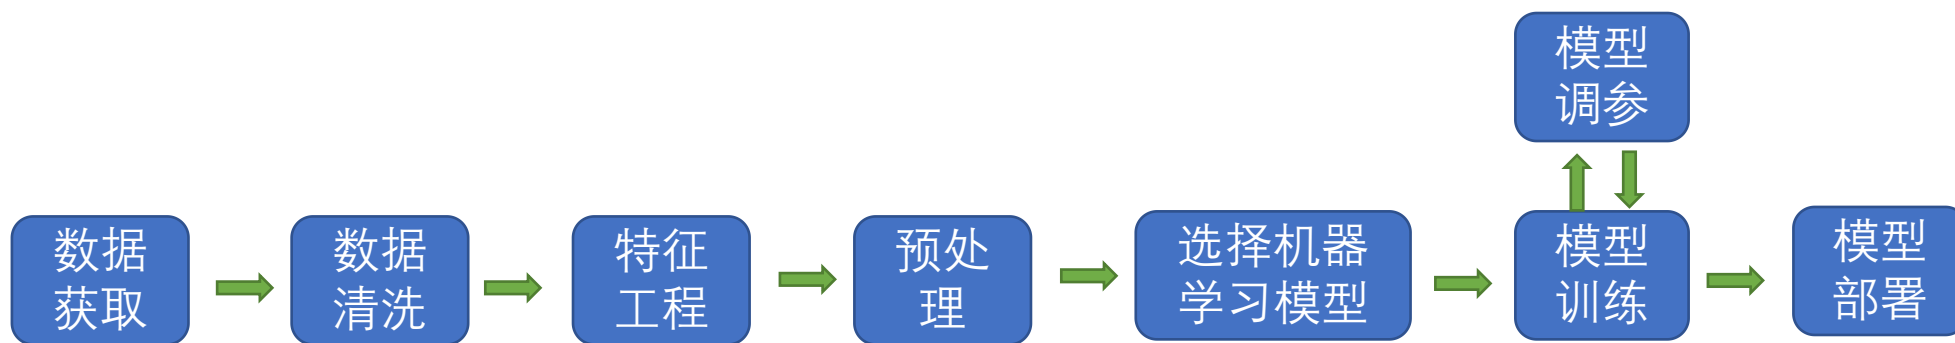 数据
获取
数据
清洗
特征
工程
预处
理
选择机器
学习模型
模型
调参
模型
训练
模型
部署